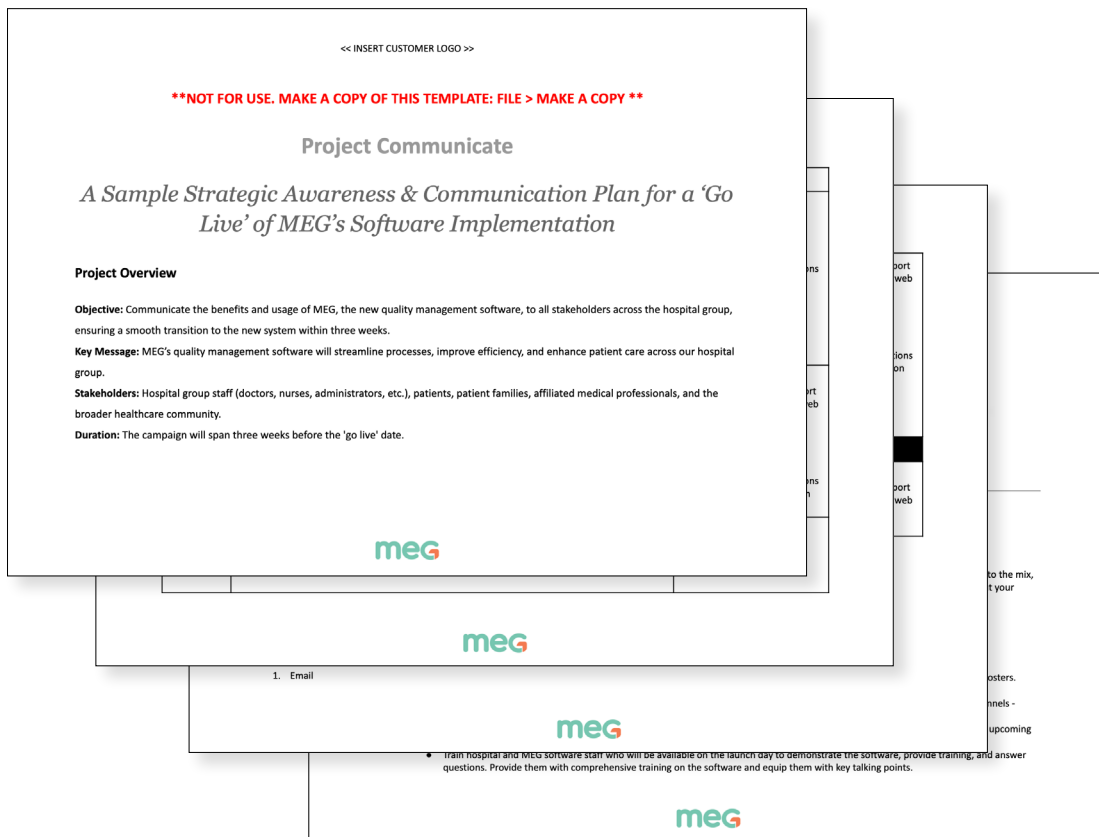 << INSERT CUSTOMER LOGO >>
**NOT FOR USE. MAKE A COPY OF THIS TEMPLATE: FILE > MAKE A COPY **
Project Communicate
A Sample Strategic Awareness & Communication Plan for a ‘Go
Live’ of MEG’s Software Implementation
Project Overview
Objective: Communicate the benefits and usage of MEG, the new quality management software, to all stakeholders across the hospital group,
ensuring a smooth transition to the new system within three weeks.
Key Message: MEG’s quality management software will streamline processes, improve efficiency, and enhance patient care across our hospital
group.
Stakeholders: Hospital group staff (doctors, nurses, administrators, etc.), patients, patient families, affiliated medical professionals, and the
broader healthcare community.
Duration: The campaign will span three weeks before the 'go live' date.
meG
meG
web
on
web
to the mix,
your
1. Email
meG
upcoming
● Train hospital and MEG software staff who will be available on the launch day to demonstrate the software, provide training, and answer
questions. Provide them with comprehensive training on the software and equip them with key talking points.
meG